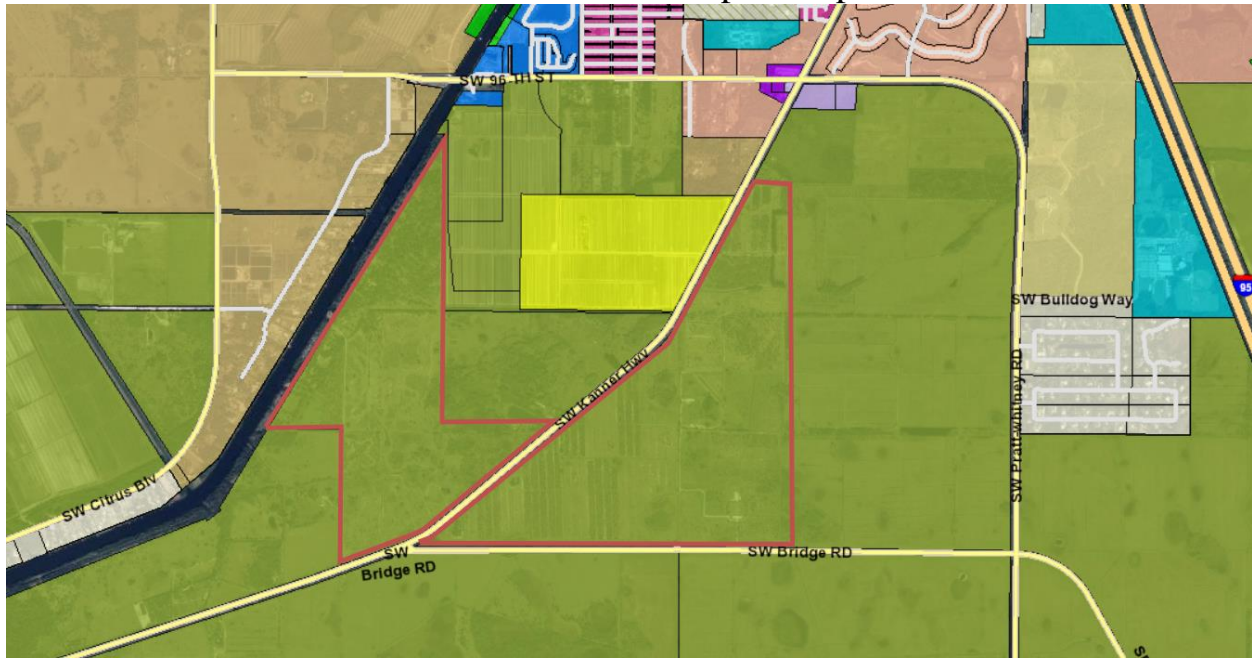 SW 96-TH ST
95
SW Bulldog Way
SW Kanner Hwy
SW Pratt-whitney RD
SW Citrus Blv
SW
Bridge RD
SW Bridge RD